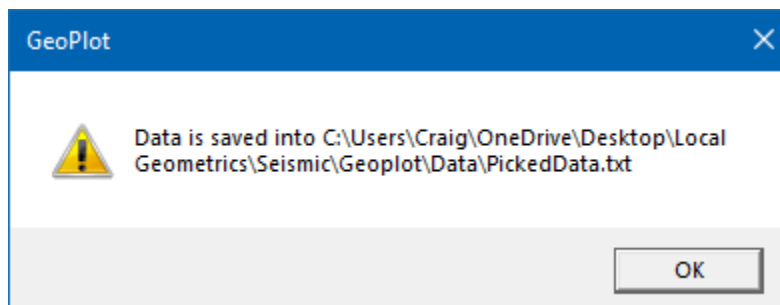 GeoPlot
Data is saved into C:\Users\Craig\OneDrive\Desktop\Local
Geometrics\Seismic\Geoplot\Data\PickedData.txt
OK